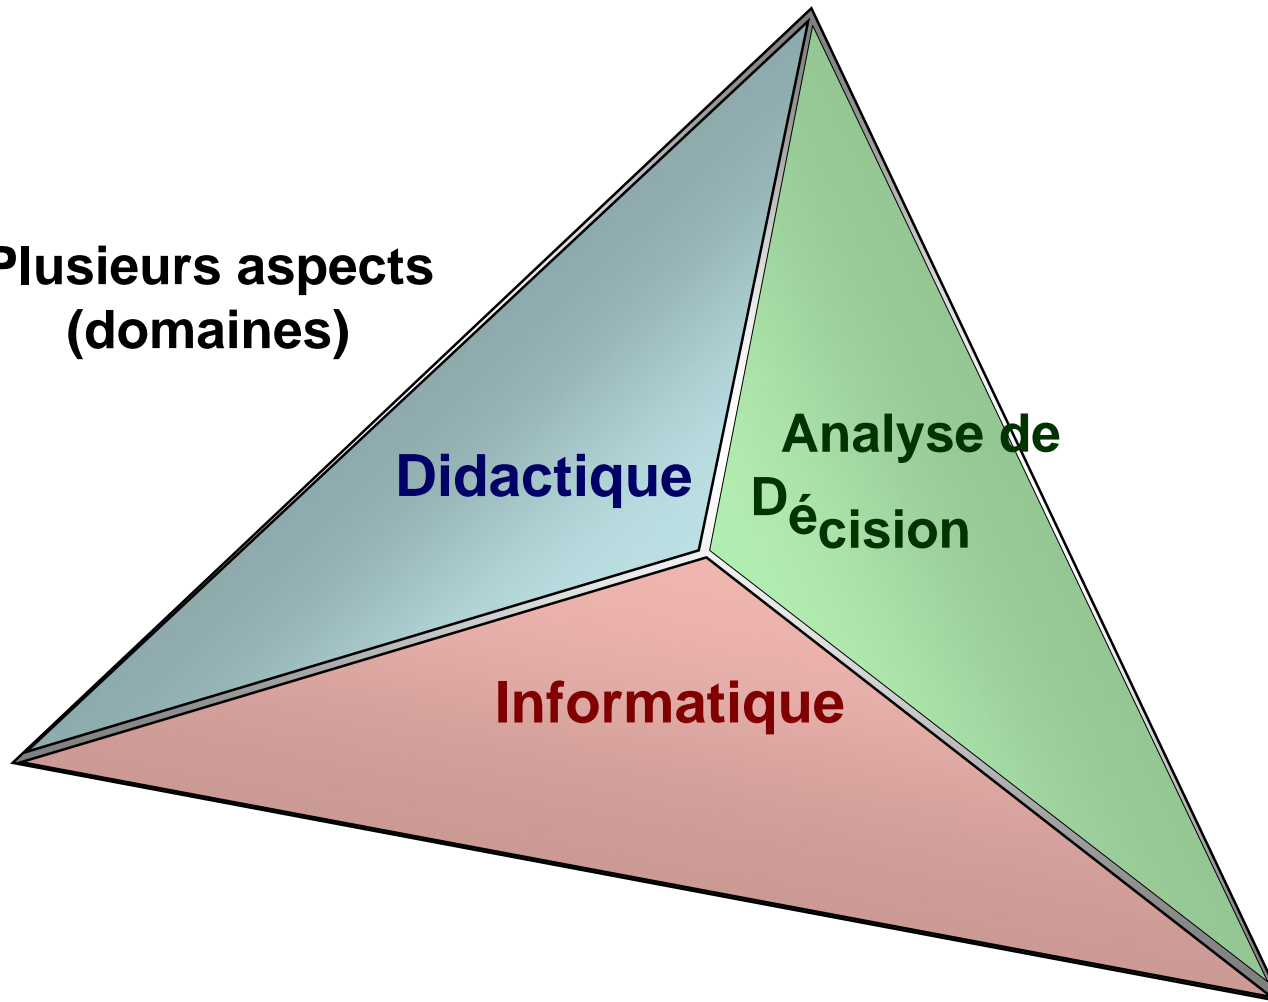 Plusieurs aspects
(domaines)
Analyse de
Décision
Didactique
Informatique